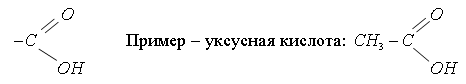 O O
–C Пример – уксусная кислота: CH₃ – C
OH OH